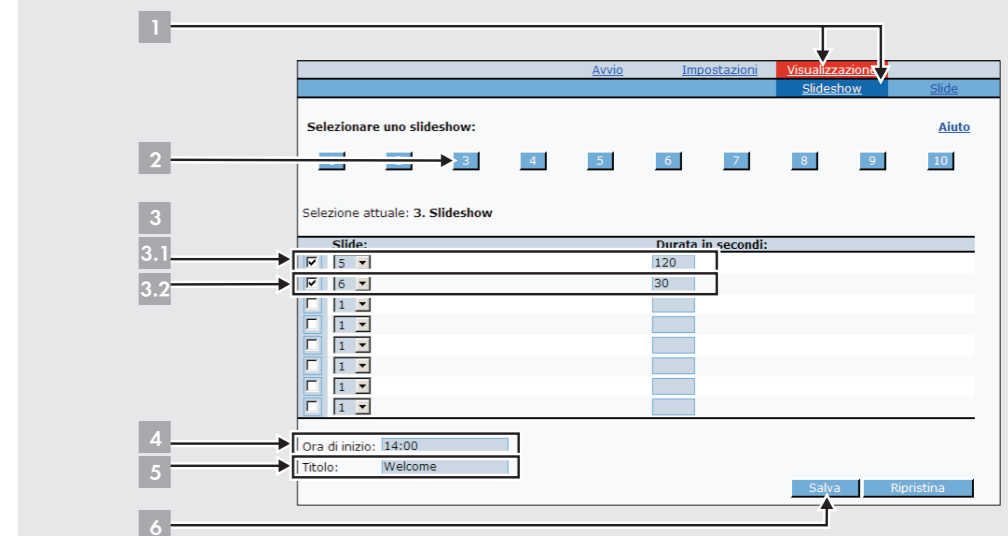 1
Avvio Impostazioni Visualizzazione
Slideshow Slide
Selezionare uno slideshow: Aiuto
2
3 4 5 6 7 8 9 10
3
Selezione attuale: 3. Slideshow
Slide: Durata in secondi:
3.1
5 120
3.2
6 30
1
1
1
1
1
1
4
Ora di inizio: 14:00
5
Titolo: Welcome
Salva Ripristina
6